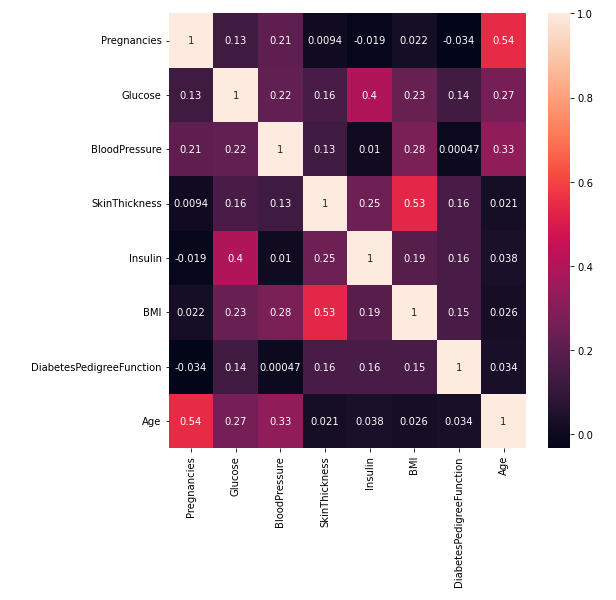 Pregnancies 1 0.13 0.21 0.0094 -0.019 0.022 -0.034 0.54
Glucose 0.13 1 0.22 0.16 0.4 0.23 0.14 0.27
BloodPressure 0.21 0.22 1 0.13 0.01 0.28 0.00047 0.33
SkinThickness 0.0094 0.16 0.13 1 0.25 0.53 0.16 0.021
Insulin -0.019 0.4 0.01 0.25 1 0.19 0.16 0.038
BMI 0.022 0.23 0.28 0.53 0.19 1 0.15 0.026
DiabetesPedigreeFunction -0.034 0.14 0.00047 0.16 0.16 0.15 1 0.034
Age 0.54 0.27 0.33 0.021 0.038 0.026 0.034 1
Pregnancies
Glucose
BloodPressure
SkinThickness
Insulin
BMI
DiabetesPedigreeFunction
Age
1.0
0.8
0.6
0.4
0.2
0.0